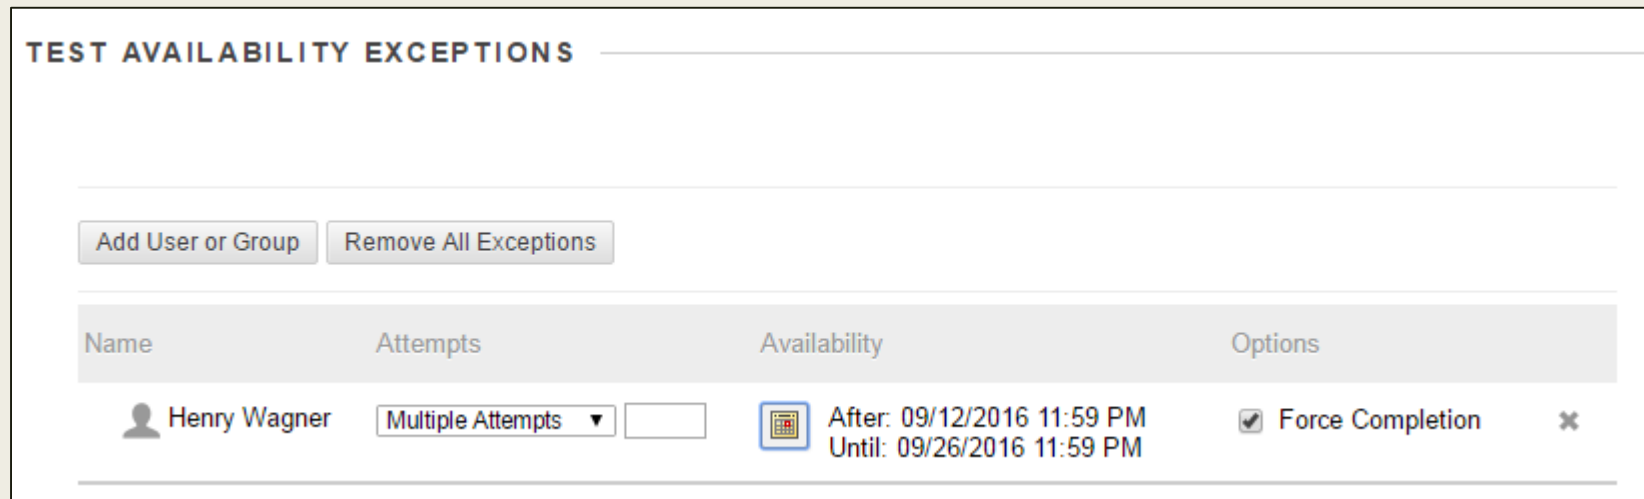 TEST AVAILABILITY EXCEPTIONS
Add User or Group Remove All Exceptions
Name Attempts Availability Options
Henry Wagner Multiple Attempts After: 09/12/2016 11:59 PM Force Completion
Until: 09/26/2016 11:59 PM